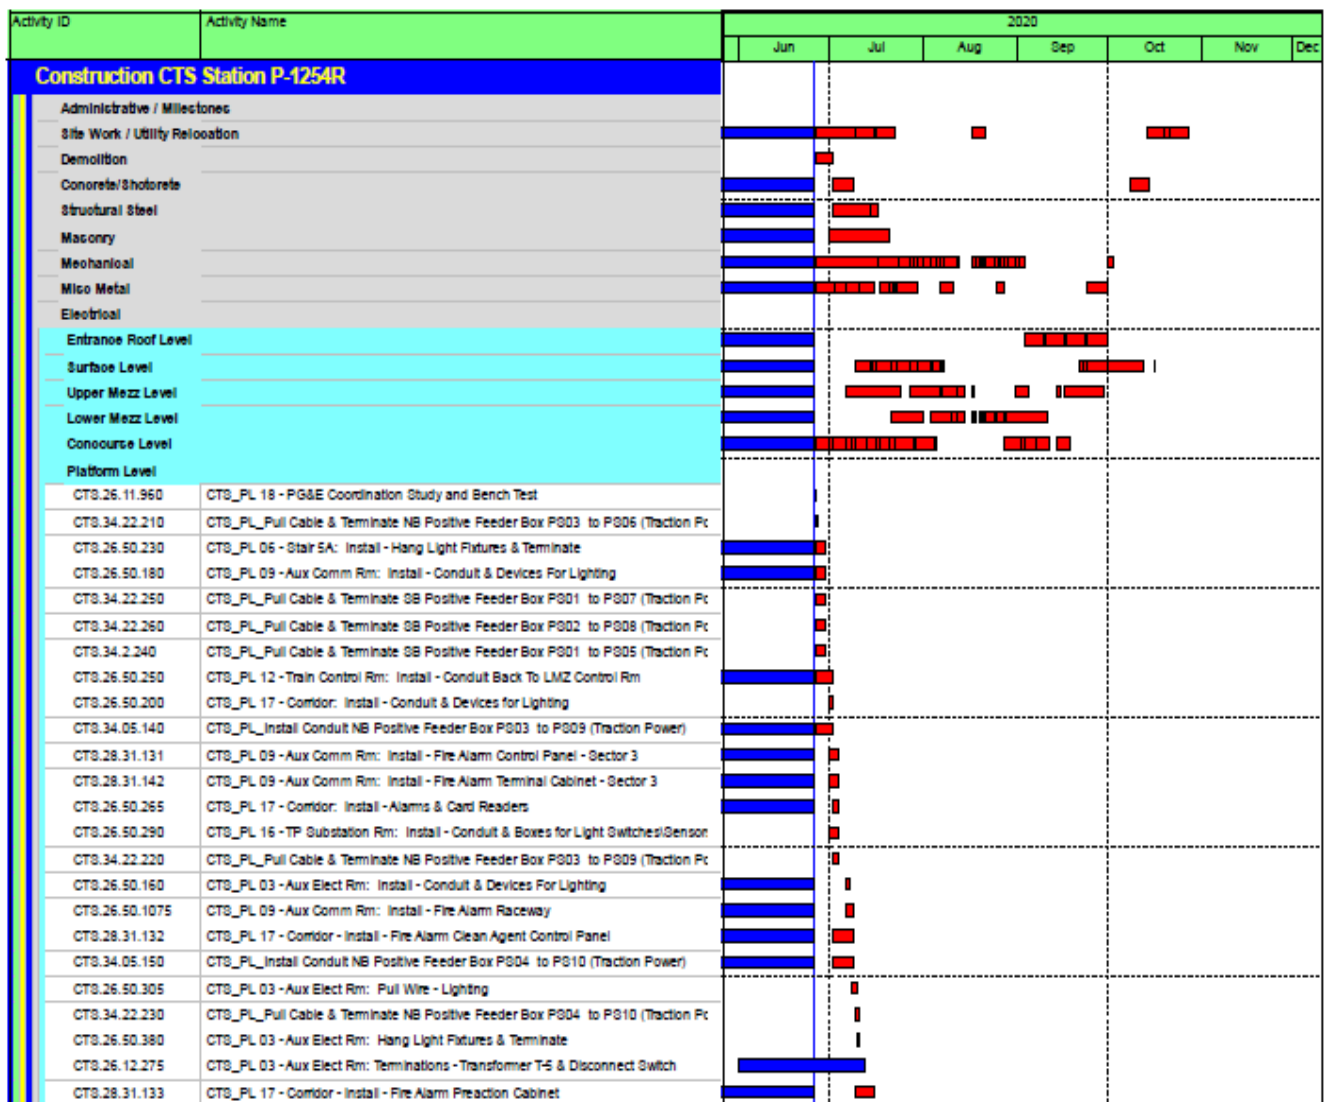 Activity ID Activity Name 2020
Jun Jul Aug Sep Oct Nov Dec
Construction CTS Station P-1254R
Administrative / Milestones
Site Work / Utility Relocation
Demolition
Concrete/Shotcrete
Structural Steel
Masonry
Mechanical
Misc Metal
Electrical
Entrance Roof Level
Surface Level
Upper Mezz Level
Lower Mezz Level
Concourse Level
Platform Level
CTS.26.11.960 CTS_PL 18 - PG&E Coordination Study and Bench Test
CTS.34.22.210 CTS_PL_Pull Cable & Terminate NB Positive Feeder Box PS03 to PS06 (Traction Pc
CTS.26.50.230 CTS_PL 06 - Stair 5A: Install - Hang Light Fixtures & Terminate
CTS.26.50.180 CTS_PL 09 - Aux Comm Rm: Install - Conduit & Devices For Lighting
CTS.34.22.250 CTS_PL_Pull Cable & Terminate SB Positive Feeder Box PS01 to PS07 (Traction Pc
CTS.34.22.260 CTS_PL_Pull Cable & Terminate SB Positive Feeder Box PS02 to PS08 (Traction Pc
CTS.34.2.240 CTS_PL_Pull Cable & Terminate SB Positive Feeder Box PS01 to PS05 (Traction Pc
CTS.26.50.250 CTS_PL 12 - Train Control Rm: Install - Conduit Back To LMZ Control Rm
CTS.26.50.200 CTS_PL 17 - Corridor: Install - Conduit & Devices for Lighting
CTS.34.05.140 CTS_PL_Install Conduit NB Positive Feeder Box PS03 to PS09 (Traction Power)
CTS.28.31.131 CTS_PL 09 - Aux Comm Rm: Install - Fire Alarm Control Panel - Sector 3
CTS.28.31.142 CTS_PL 09 - Aux Comm Rm: Install - Fire Alarm Terminal Cabinet - Sector 3
CTS.26.50.265 CTS_PL 17 - Corridor: Install - Alarms & Card Readers
CTS.26.50.290 CTS_PL 16 - TP Substation Rm: Install - Conduit & Boxes for Light Switches\Sensor
CTS.34.22.220 CTS_PL_Pull Cable & Terminate NB Positive Feeder Box PS03 to PS09 (Traction Pc
CTS.26.50.160 CTS_PL 03 - Aux Elect Rm: Install - Conduit & Devices For Lighting
CTS.26.50.1075 CTS_PL 09 - Aux Comm Rm: Install - Fire Alarm Raceway
CTS.28.31.132 CTS_PL 17 - Corridor - Install - Fire Alarm Clean Agent Control Panel
CTS.34.05.150 CTS_PL_Install Conduit NB Positive Feeder Box PS04 to PS10 (Traction Power)
CTS.26.50.305 CTS_PL 03 - Aux Elect Rm: Pull Wire - Lighting
CTS.34.22.230 CTS_PL_Pull Cable & Terminate NB Positive Feeder Box PS04 to PS10 (Traction Pc
CTS.26.50.380 CTS_PL 03 - Aux Elect Rm: Hang Light Fixtures & Terminate
CTS.26.12.275 CTS_PL 03 - Aux Elect Rm: Terminations - Transformer T-5 & Disconnect Switch
CTS.28.31.133 CTS_PL 17 - Corridor - Install - Fire Alarm Preaction Cabinet